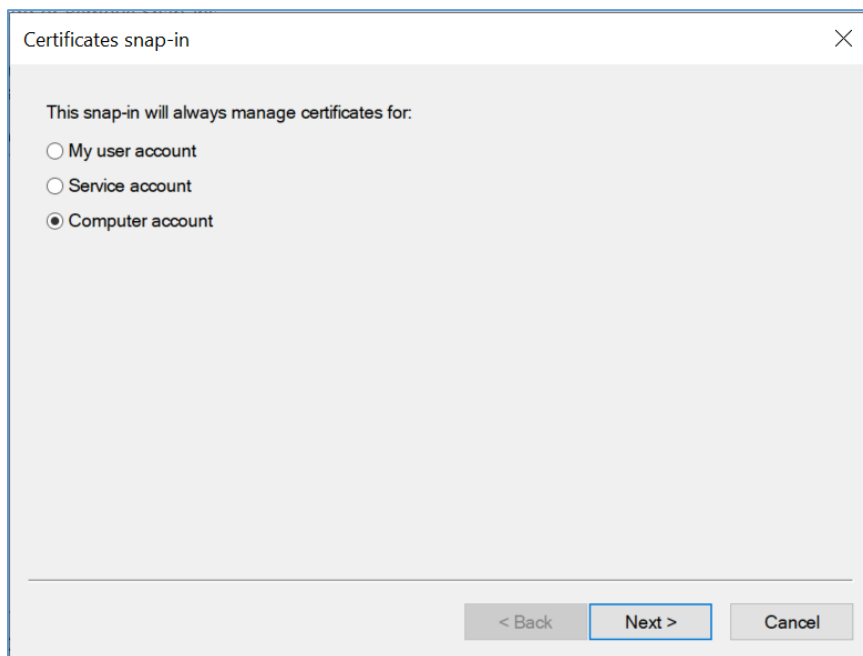 Certificates snap-in
This snap-in will always manage certificates for:
My user account
Service account
Computer account
< Back Next > Cancel